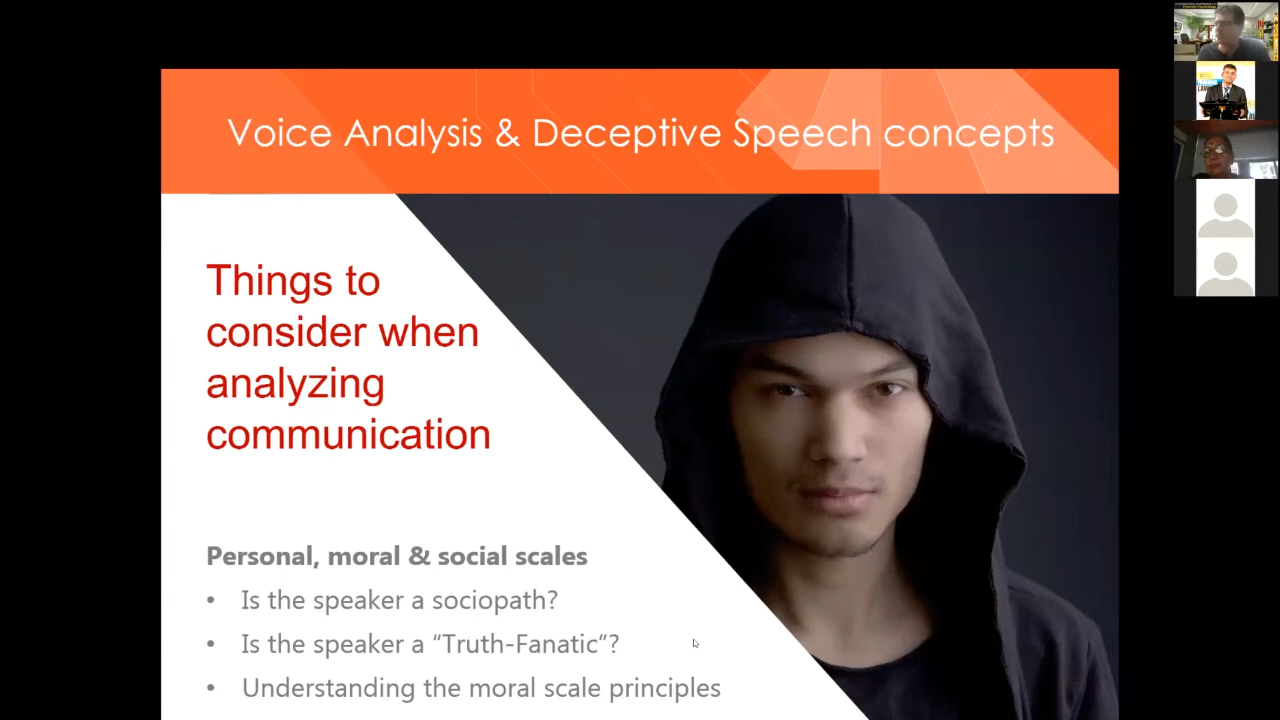 Voice Analysis & Deceptive Speech concepts
Things to
consider when
analyzing
communication
Personal, moral & social scales
• Is the speaker a sociopath?
• Is the speaker a “Truth-Fanatic”?
• Understanding the moral scale principles